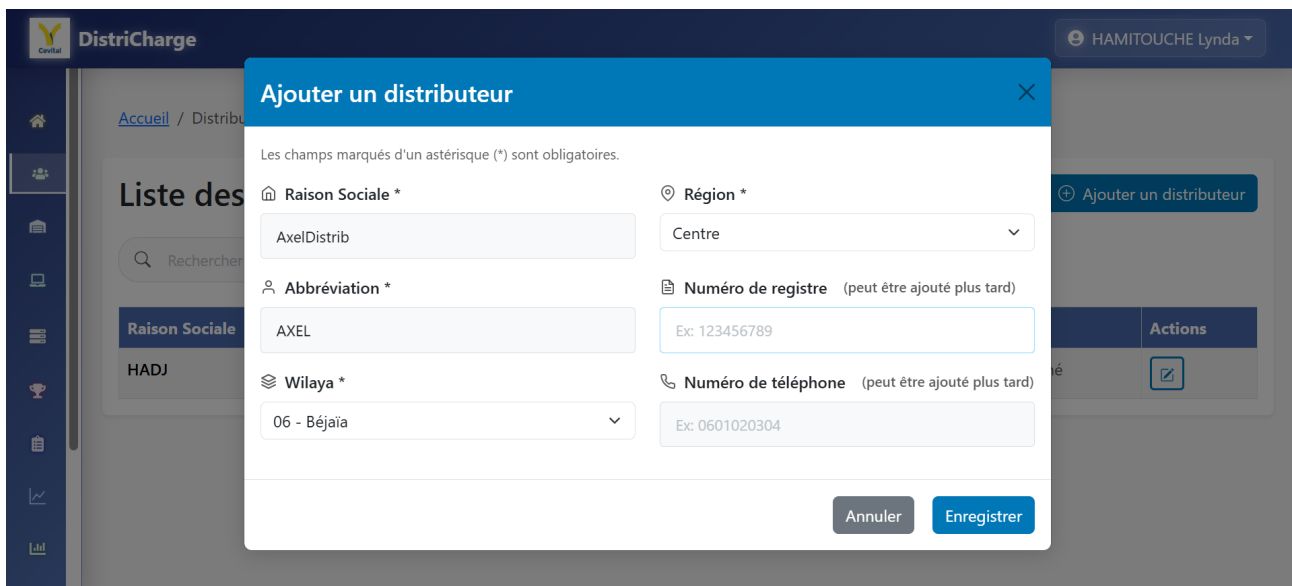 Cevital
DistriCharge
HAMITOUCHE Lynda
Ajouter un distributeur
Accueil / Distribu
Les champs marqués d'un astérisque (*) sont obligatoires.
Liste des
Ajouter un distributeur
Raison Sociale *
AxelDistrib
Région *
Centre
Rechercher
Abbréviation *
AXEL
Numéro de registre (peut être ajouté plus tard)
Ex: 123456789
Raison Sociale
Actions
HADJ
é
Wilaya *
06 - Béjaïa
Numéro de téléphone (peut être ajouté plus tard)
Ex: 0601020304
Annuler
Enregistrer